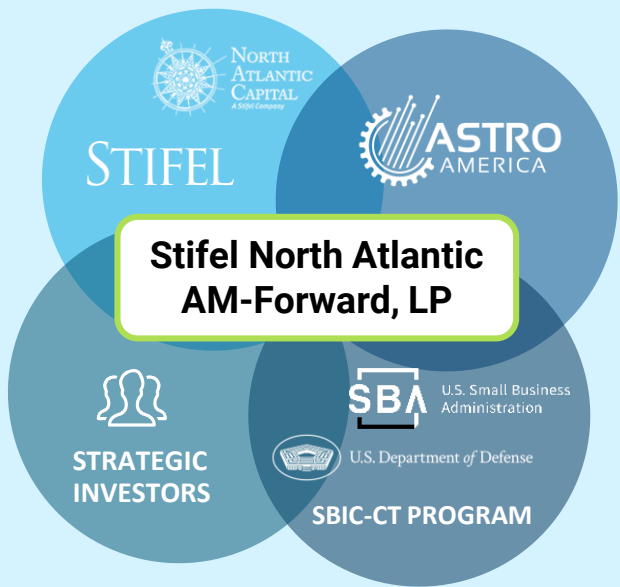 NORTH
ATLANTIC
CAPITAL
A Stifel Company
STIFEL
ASTRO
AMERICA
Stifel North Atlantic
AM-Forward, LP
STRATEGIC
INVESTORS
SBA
U.S. Small Business
Administration
U.S. Department of Defense
SBIC-CT PROGRAM